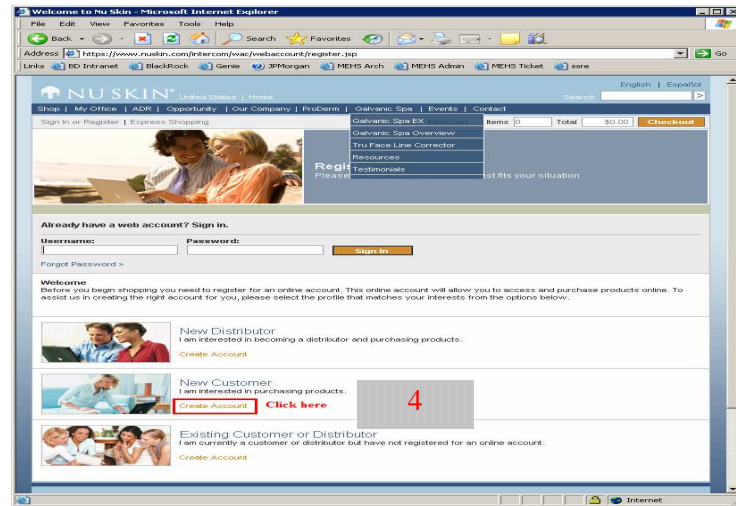 Welcome to Nu Skin - Microsoft Internet Explorer
File Edit View Favorites Tools Help
Back Search Favorites
Address https://www.nuskin.com/intercom/wac/webaccount/register.jsp Go
Links BD Intranet BlackRock Genie JPMorgan MEHS Arch MEHS Admin MEHS Ticket ssre
English | Español
NU SKIN United States | Home Search
Shop | My Office | ADR | Opportunity | Our Company | ProDerm | Galvanic Spa | Events | Contact
Sign In or Register | Express Shopping Items 0 Total $0.00 Checkout
Galvanic Spa EX
Galvanic Spa Overview
Tru Face Line Corrector
Resources
Testimonials
Regis
Please st fits your situation
Already have a web account? Sign in.
Username: Password:
Sign In
Forgot Password »
Welcome
Before you begin shopping you need to register for an online account. This online account will allow you to access and purchase products online. To
assist us in creating the right account for you, please select the profile that matches your interests from the options below.
New Distributor
I am interested in becoming a distributor and purchasing products.
Create Account
New Customer
I am interested in purchasing products.
Create Account Click here
4
Existing Customer or Distributor
I am currently a customer or distributor but have not registered for an online account.
Create Account
Internet